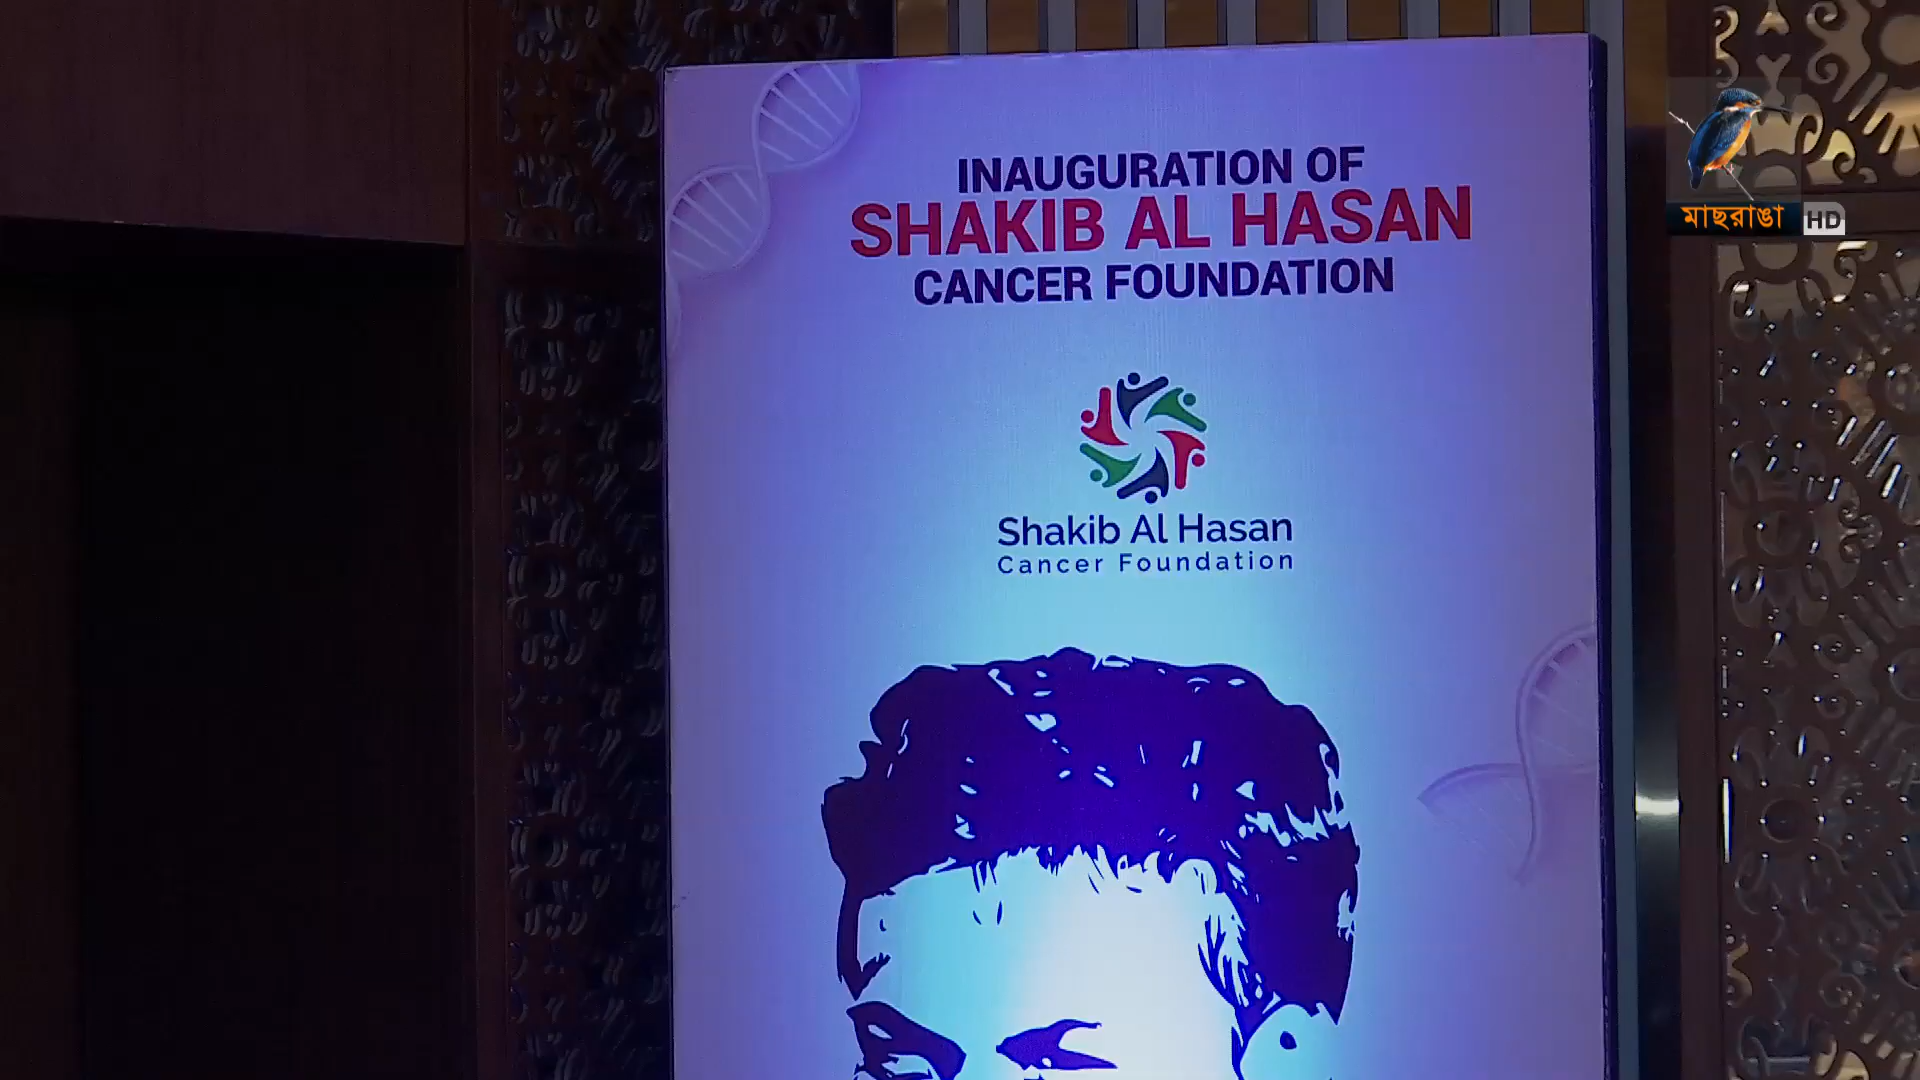 INAUGURATION OF
SHAKIB AL HASAN
CANCER FOUNDATION
Shakib Al Hasan
Cancer Foundation
মাছরাঙা HD